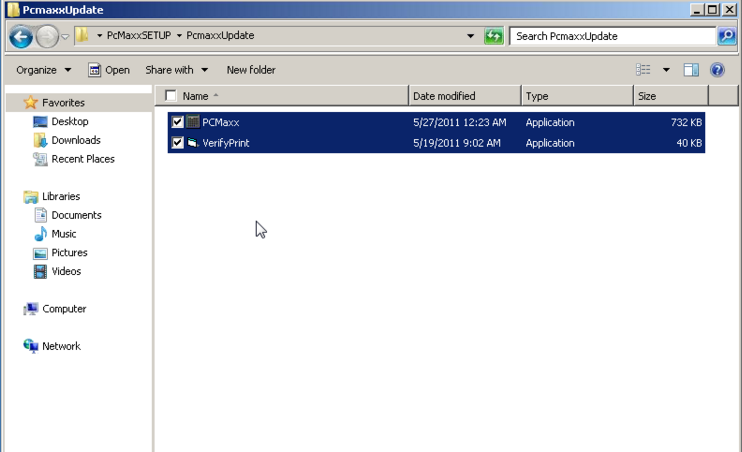 PcmaxxUpdate
PcMaxxSETUP PcmaxxUpdate Search PcmaxxUpdate
Organize Open Share with New folder
Favorites
Desktop
Downloads
Recent Places
Libraries
Documents
Music
Pictures
Videos
Computer
Network
Name Date modified Type Size
PCMaxx 5/27/2011 12:23 AM Application 732 KB
VerifyPrint 5/19/2011 9:02 AM Application 40 KB